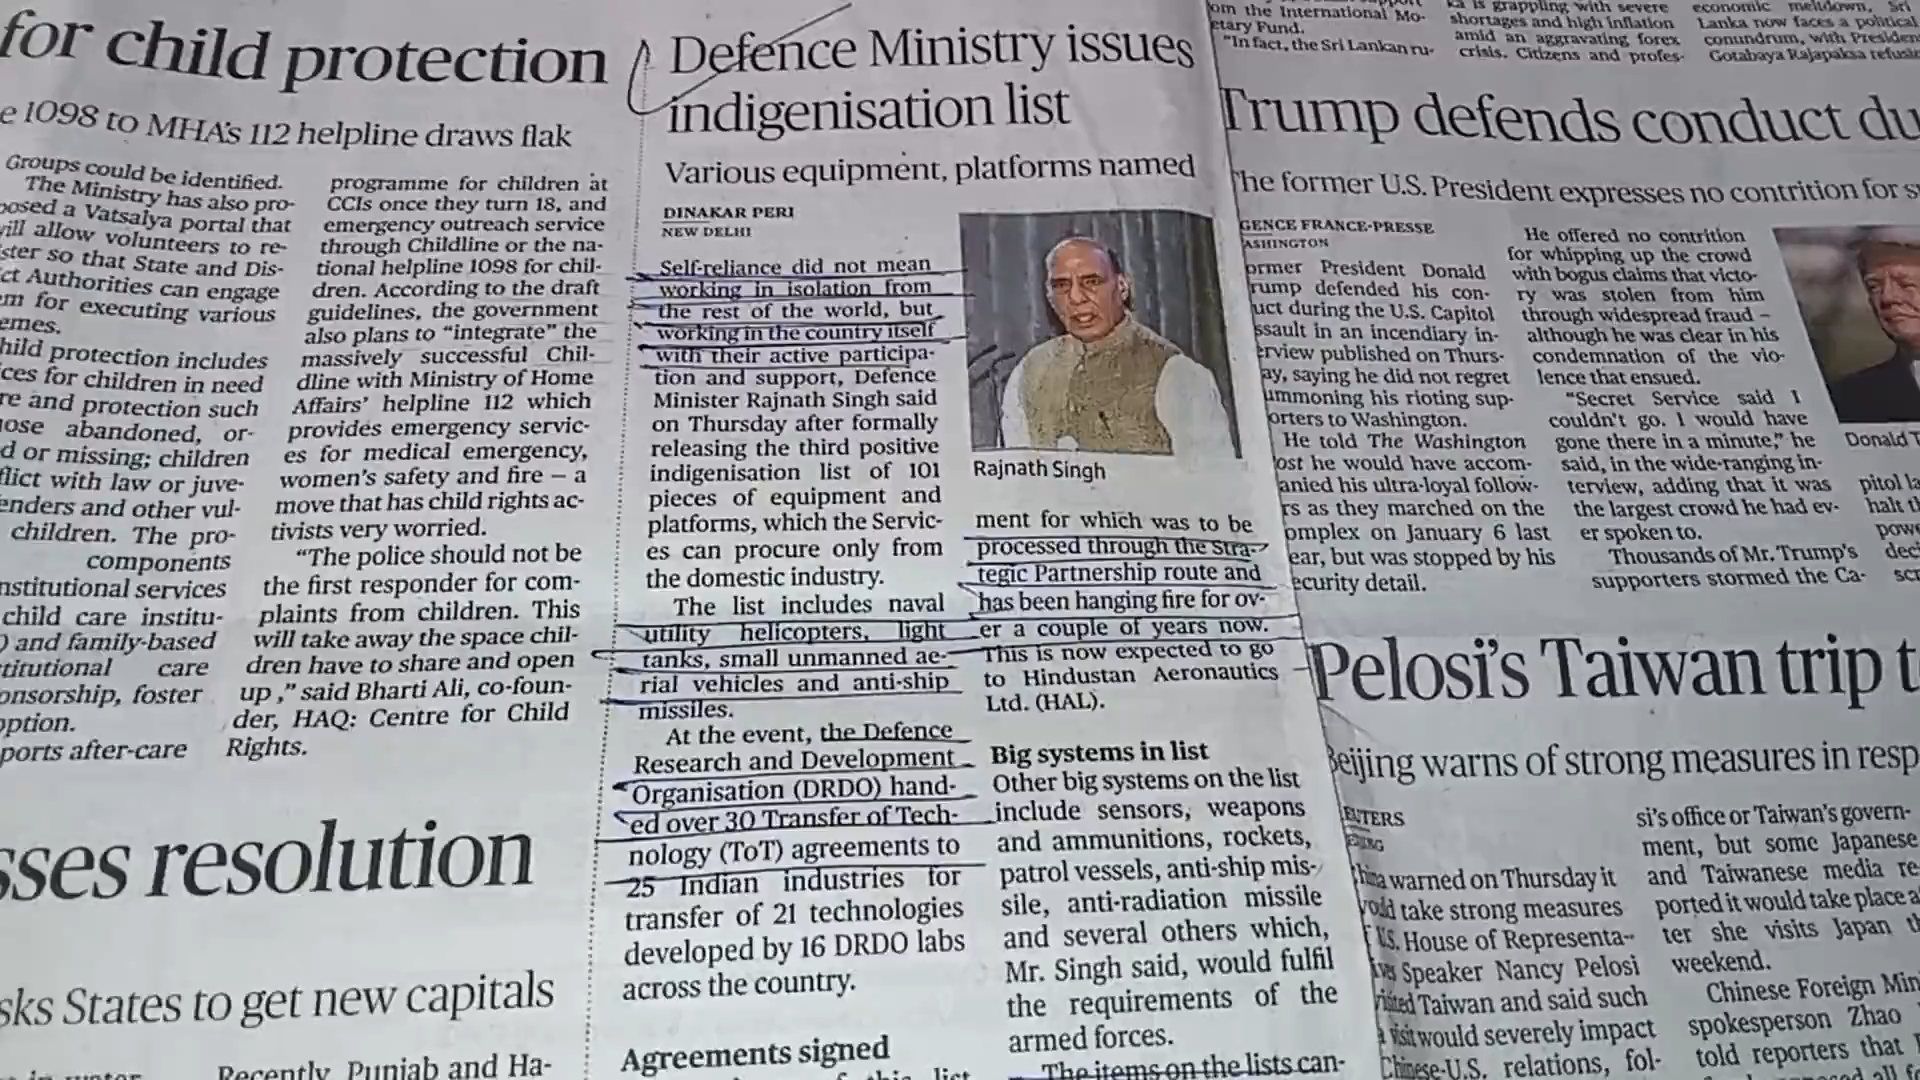 for child protection
e 1098 to MHA's 112 helpline draws flak
Groups could be identified.
The Ministry has also pro-
posed a Vatsalya portal that
will allow volunteers to re-
ster so that State and Dis-
ct Authorities can engage
em for executing various
emes.
hild protection includes
ces for children in need
re and protection such
ose abandoned, or-
d or missing; children
flict with law or juve-
enders and other vul-
children. The pro-
components
nstitutional services
child care institu-
) and family-based
titutional care
onsorship, foster
option.
ports after-care
programme for children at
CCIs once they turn 18, and
emergency outreach service
through Childline or the na-
tional helpline 1098 for chil-
dren. According to the draft
guidelines, the government
also plans to "integrate" the
massively successful Chil-
dline with Ministry of Home
Affairs' helpline 112 which
provides emergency servic-
es for medical emergency,
women's safety and fire – a
move that has child rights ac-
tivists very worried.
"The police should not be
the first responder for com-
plaints from children. This
will take away the space chil-
dren have to share and open
up ," said Bharti Ali, co-foun-
der, HAQ: Centre for Child
Rights.
sses resolution
sks States to get new capitals
Recently, Punjab and Ha-
Defence Ministry issues
indigenisation list
Various equipment, platforms named
DINAKAR PERI
NEW DELHI
Self-reliance did not mean
working in isolation from
the rest of the world, but
working in the country itself
with their active participa-
tion and support, Defence
Minister Rajnath Singh said
on Thursday after formally
releasing the third positive
indigenisation list of 101
pieces of equipment and
platforms, which the Servic-
es can procure only from
the domestic industry.
The list includes naval
utility helicopters, light
tanks, small unmanned ae-
rial vehicles and anti-ship
missiles.
At the event, the Defence
Research and Development
Organisation (DRDO) hand-
ed over 30 Transfer of Tech-
nology (ToT) agreements to
25 Indian industries for
transfer of 21 technologies
developed by 16 DRDO labs
across the country.
Agreements signed
Rajnath Singh
ment for which was to be
processed through the Stra-
tegic Partnership route and
has been hanging fire for ov-
er a couple of years now.
This is now expected to go
to Hindustan Aeronautics
Ltd. (HAL).
Big systems in list
Other big systems on the list
include sensors, weapons
and ammunitions, rockets,
patrol vessels, anti-ship mis-
sile, anti-radiation missile
and several others which,
Mr. Singh said, would fulfil
the requirements of the
armed forces.
The items on the lists can-
om the International Mo-
etary Fund.
"In fact, the Sri Lankan ru-
ka is grappling with severe
shortages and high inflation
amid an aggravating forex
crisis. Citizens and profes-
economic meltdown, Sri
Lanka now faces a political
conundrum, with Presiden
Gotabaya Rajapaksa refusin
Trump defends conduct du
The former U.S. President expresses no contrition for s
GENCE FRANCE-PRESSE
ASHINGTON
ormer President Donald
rump defended his con-
uct during the U.S. Capitol
ssault in an incendiary in-
erview published on Thurs-
ay, saying he did not regret
ummoning his rioting sup-
orters to Washington.
He told The Washington
ost he would have accom-
anied his ultra-loyal follow-
rs as they marched on the
omplex on January 6 last
ear, but was stopped by his
ecurity detail.
He offered no contrition
for whipping up the crowd
with bogus claims that victo-
ry was stolen from him
through widespread fraud –
although he was clear in his
condemnation of the vio-
lence that ensued.
"Secret Service said I
couldn't go. I would have
gone there in a minute," he
said, in the wide-ranging in-
terview, adding that it was
the largest crowd he had ev-
er spoken to.
Thousands of Mr. Trump's
supporters stormed the Ca-
Donald T
pitol la
halt th
powe
dec
scr
Pelosi's Taiwan trip t
Beijing warns of strong measures in resp
EUTERS
China warned on Thursday it
would take strong measures
U.S. House of Representa-
Speaker Nancy Pelosi
visited Taiwan and said such
a visit would severely impact
Chinese-U.S. relations, fol-
si's office or Taiwan's govern-
ment, but some Japanese
and Taiwanese media re-
ported it would take place a
ter she visits Japan th
weekend.
Chinese Foreign Min
spokesperson Zhao
told reporters that